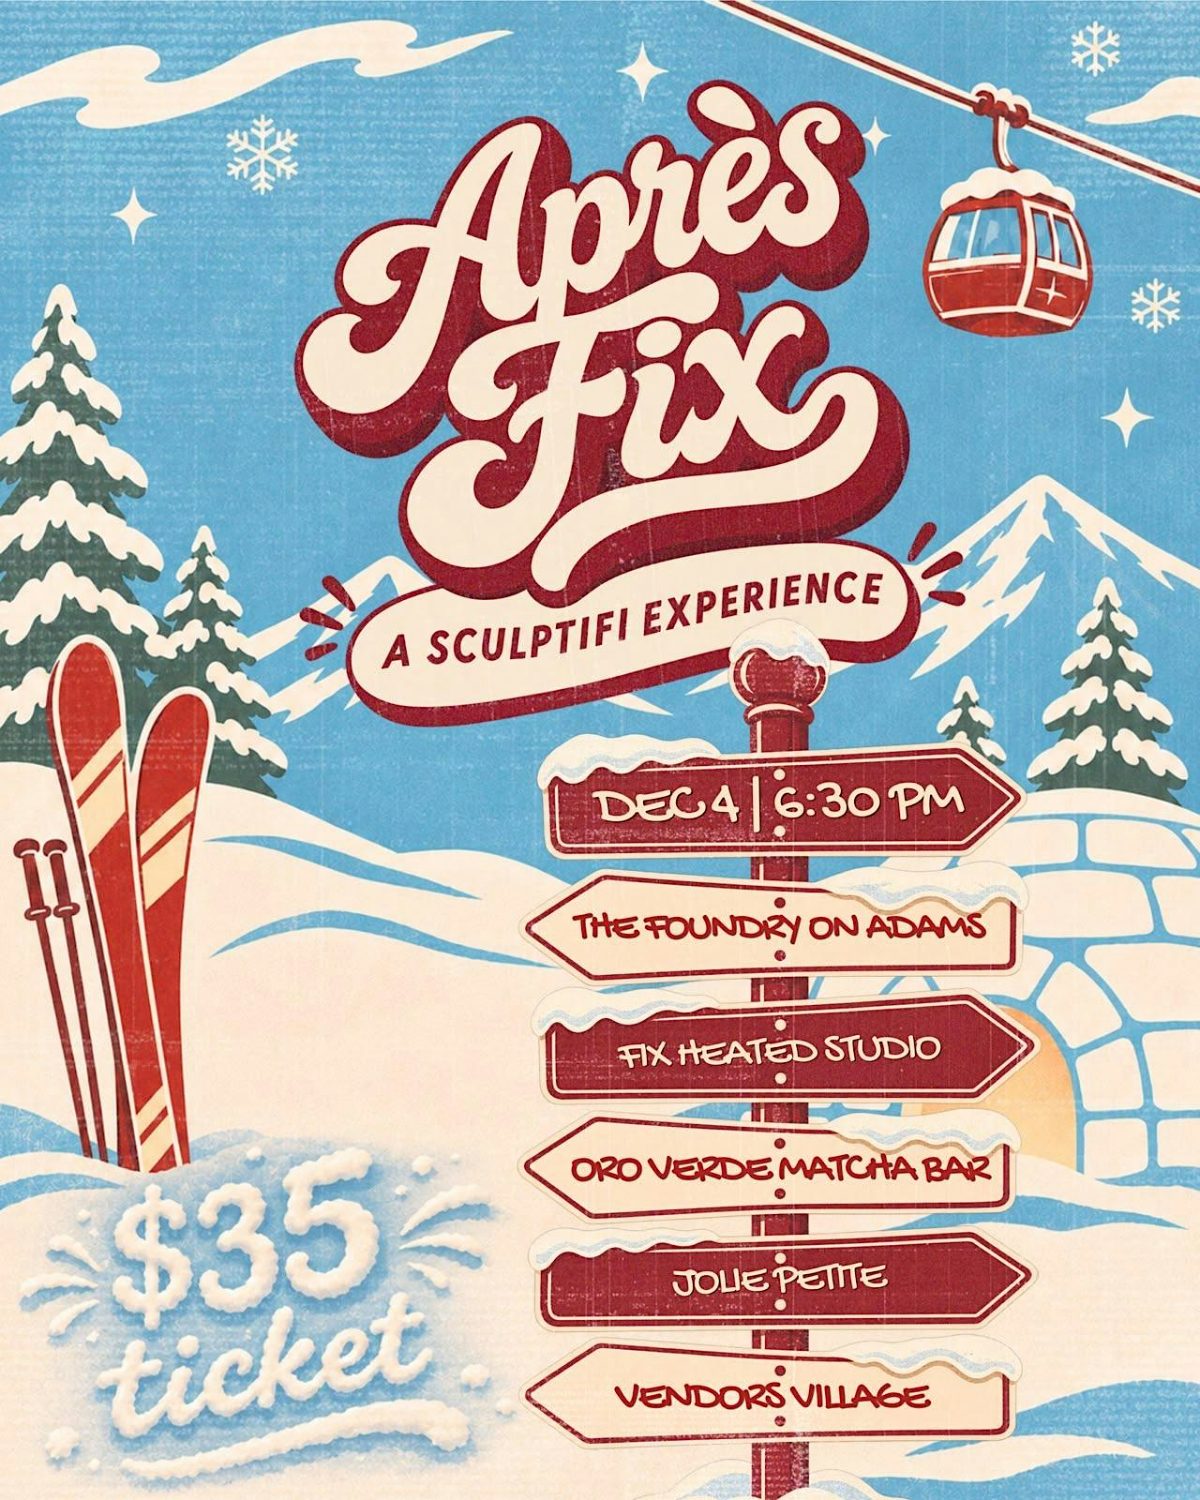 Après
Fix
A SCULPTIFI EXPERIENCE
DEC 4 | 6:30 PM
THE FOUNDRY ON ADAMS
FIX HEATED STUDIO
ORO VERDE MATCHA BAR
JOLIE PETITE
VENDORS VILLAGE
$35
ticket